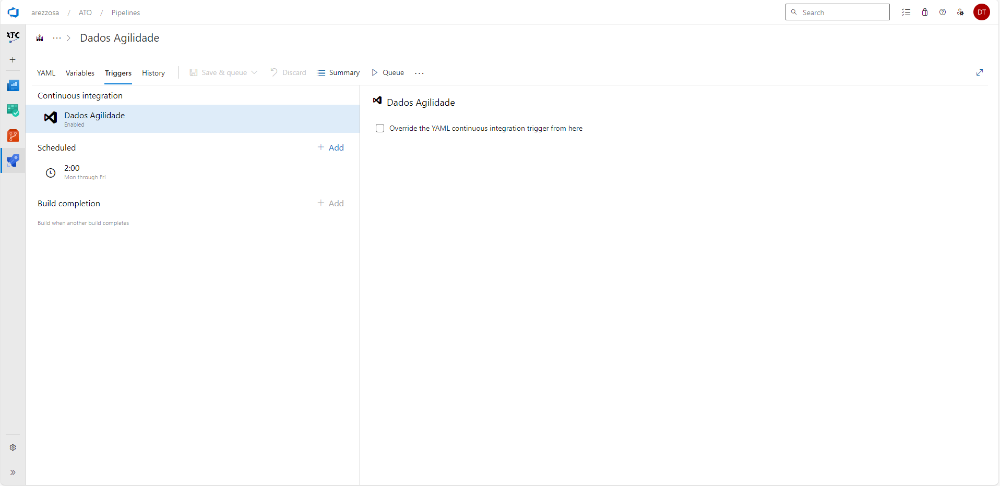 arezzosa / ATO / Pipelines
Search
DT
ATC
Dados Agilidade
YAML Variables Triggers History Save & queue Discard Summary Queue
Continuous integration
Dados Agilidade
Enabled
Scheduled
Add
2:00
Mon through Fri
Build completion
Add
Build when another build completes
Dados Agilidade
Override the YAML continuous integration trigger from here